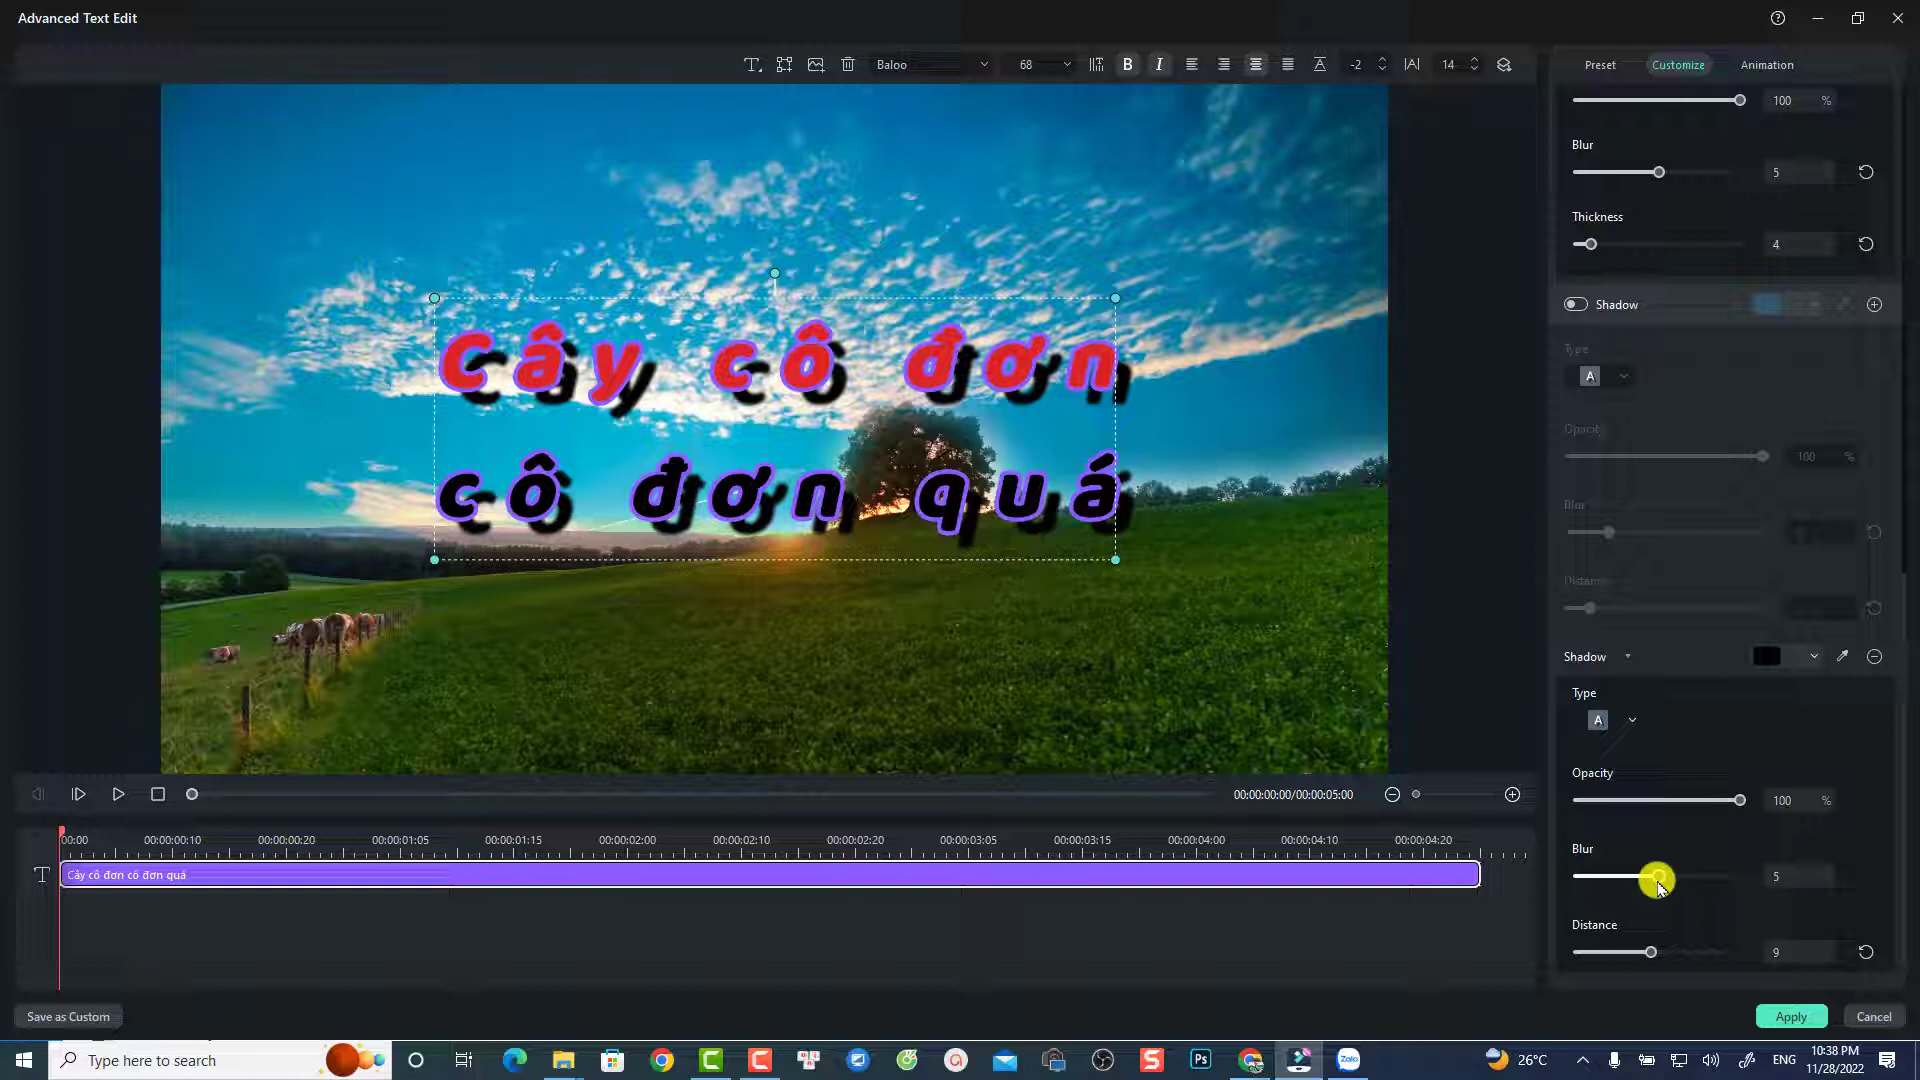 Advanced Text Edit
Baloo 68 B I -2 14
Preset Customize Animation
100 %
Blur
5
Thickness
4
Shadow
Type
A
Opacity
100 %
Blur
Distance
Shadow
Type
A
Opacity
100 %
Blur
5
Distance
9
Cây cô đơn
cô đơn quá
00:00:00:00/00:00:05:00
00:00 00:00:00:10 00:00:00:20 00:00:01:05 00:00:01:15 00:00:02:00 00:00:02:10 00:00:02:20 00:00:03:05 00:00:03:15 00:00:04:00 00:00:04:10 00:00:04:20
Cây cô đơn cô đơn quá
Save as Custom
Apply Cancel
Type here to search
Ps
Zalo
26°C
ENG
10:38 PM
11/28/2022